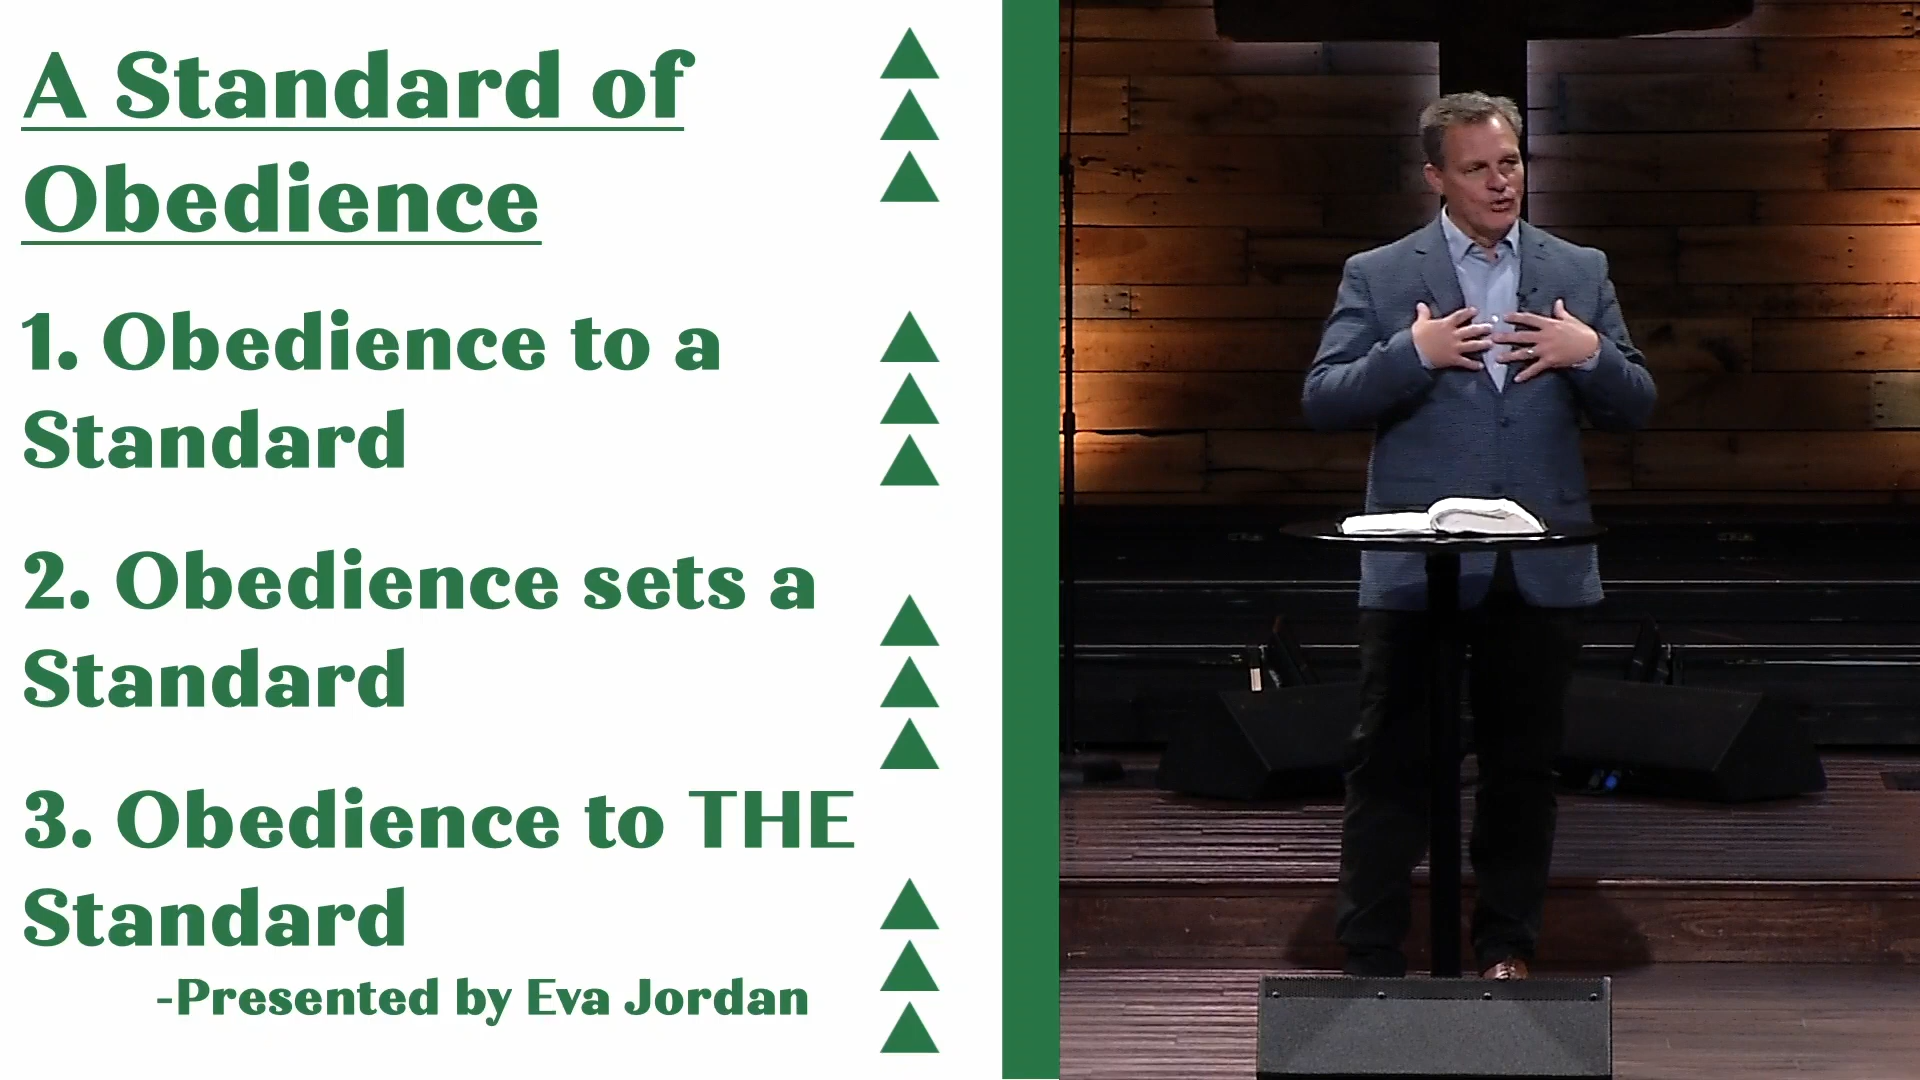 A Standard of
Obedience
1. Obedience to a
Standard
2. Obedience sets a
Standard
3. Obedience to THE
Standard
-Presented by Eva Jordan